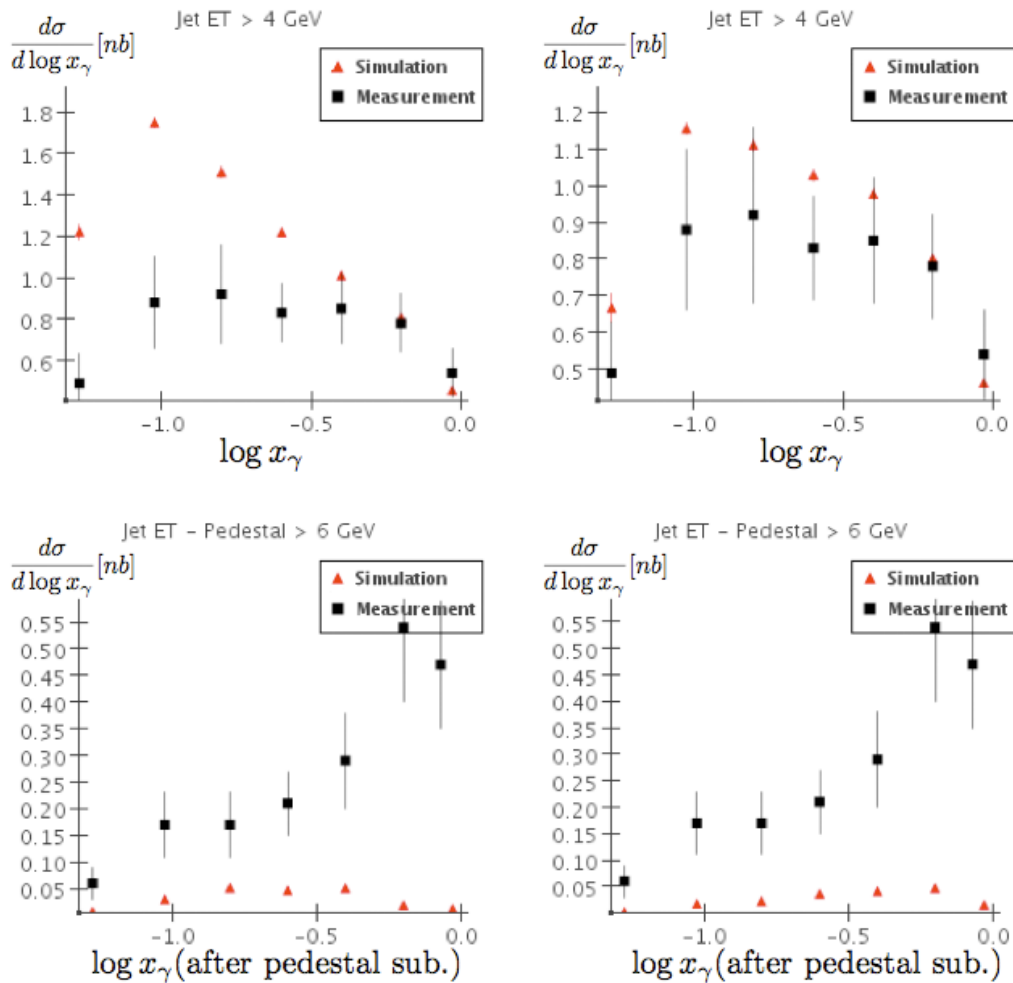 Jet ET > 4 GeV
dσ
d log xγ [nb]
Simulation
Measurement
1.8
1.6
1.4
1.2
1.0
0.8
0.6
−1.0 −0.5 0.0
log xγ
Jet ET > 4 GeV
dσ
d log xγ [nb]
Simulation
Measurement
1.2
1.1
1.0
0.9
0.8
0.7
0.6
0.5
−1.0 −0.5 0.0
log xγ
Jet ET − Pedestal > 6 GeV
dσ
d log xγ [nb]
Simulation
Measurement
0.55
0.50
0.45
0.40
0.35
0.30
0.25
0.20
0.15
0.10
0.05
−1.0 −0.5 0.0
log xγ(after pedestal sub.)
Jet ET − Pedestal > 6 GeV
dσ
d log xγ [nb]
Simulation
Measurement
0.55
0.50
0.45
0.40
0.35
0.30
0.25
0.20
0.15
0.10
0.05
−1.0 −0.5 0.0
log xγ(after pedestal sub.)